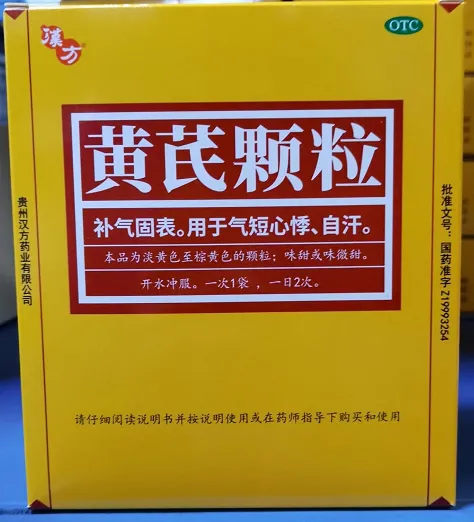 漢方
OTC
黄芪颗粒
补气固表。用于气短心悸、自汗。
本品为淡黄色至棕黄色的颗粒；味甜或味微甜。
开水冲服。一次1袋，一日2次。
贵州汉方药业有限公司
批准文号：国药准字Z19993254
请仔细阅读说明书并按说明使用或在药师指导下购买和使用